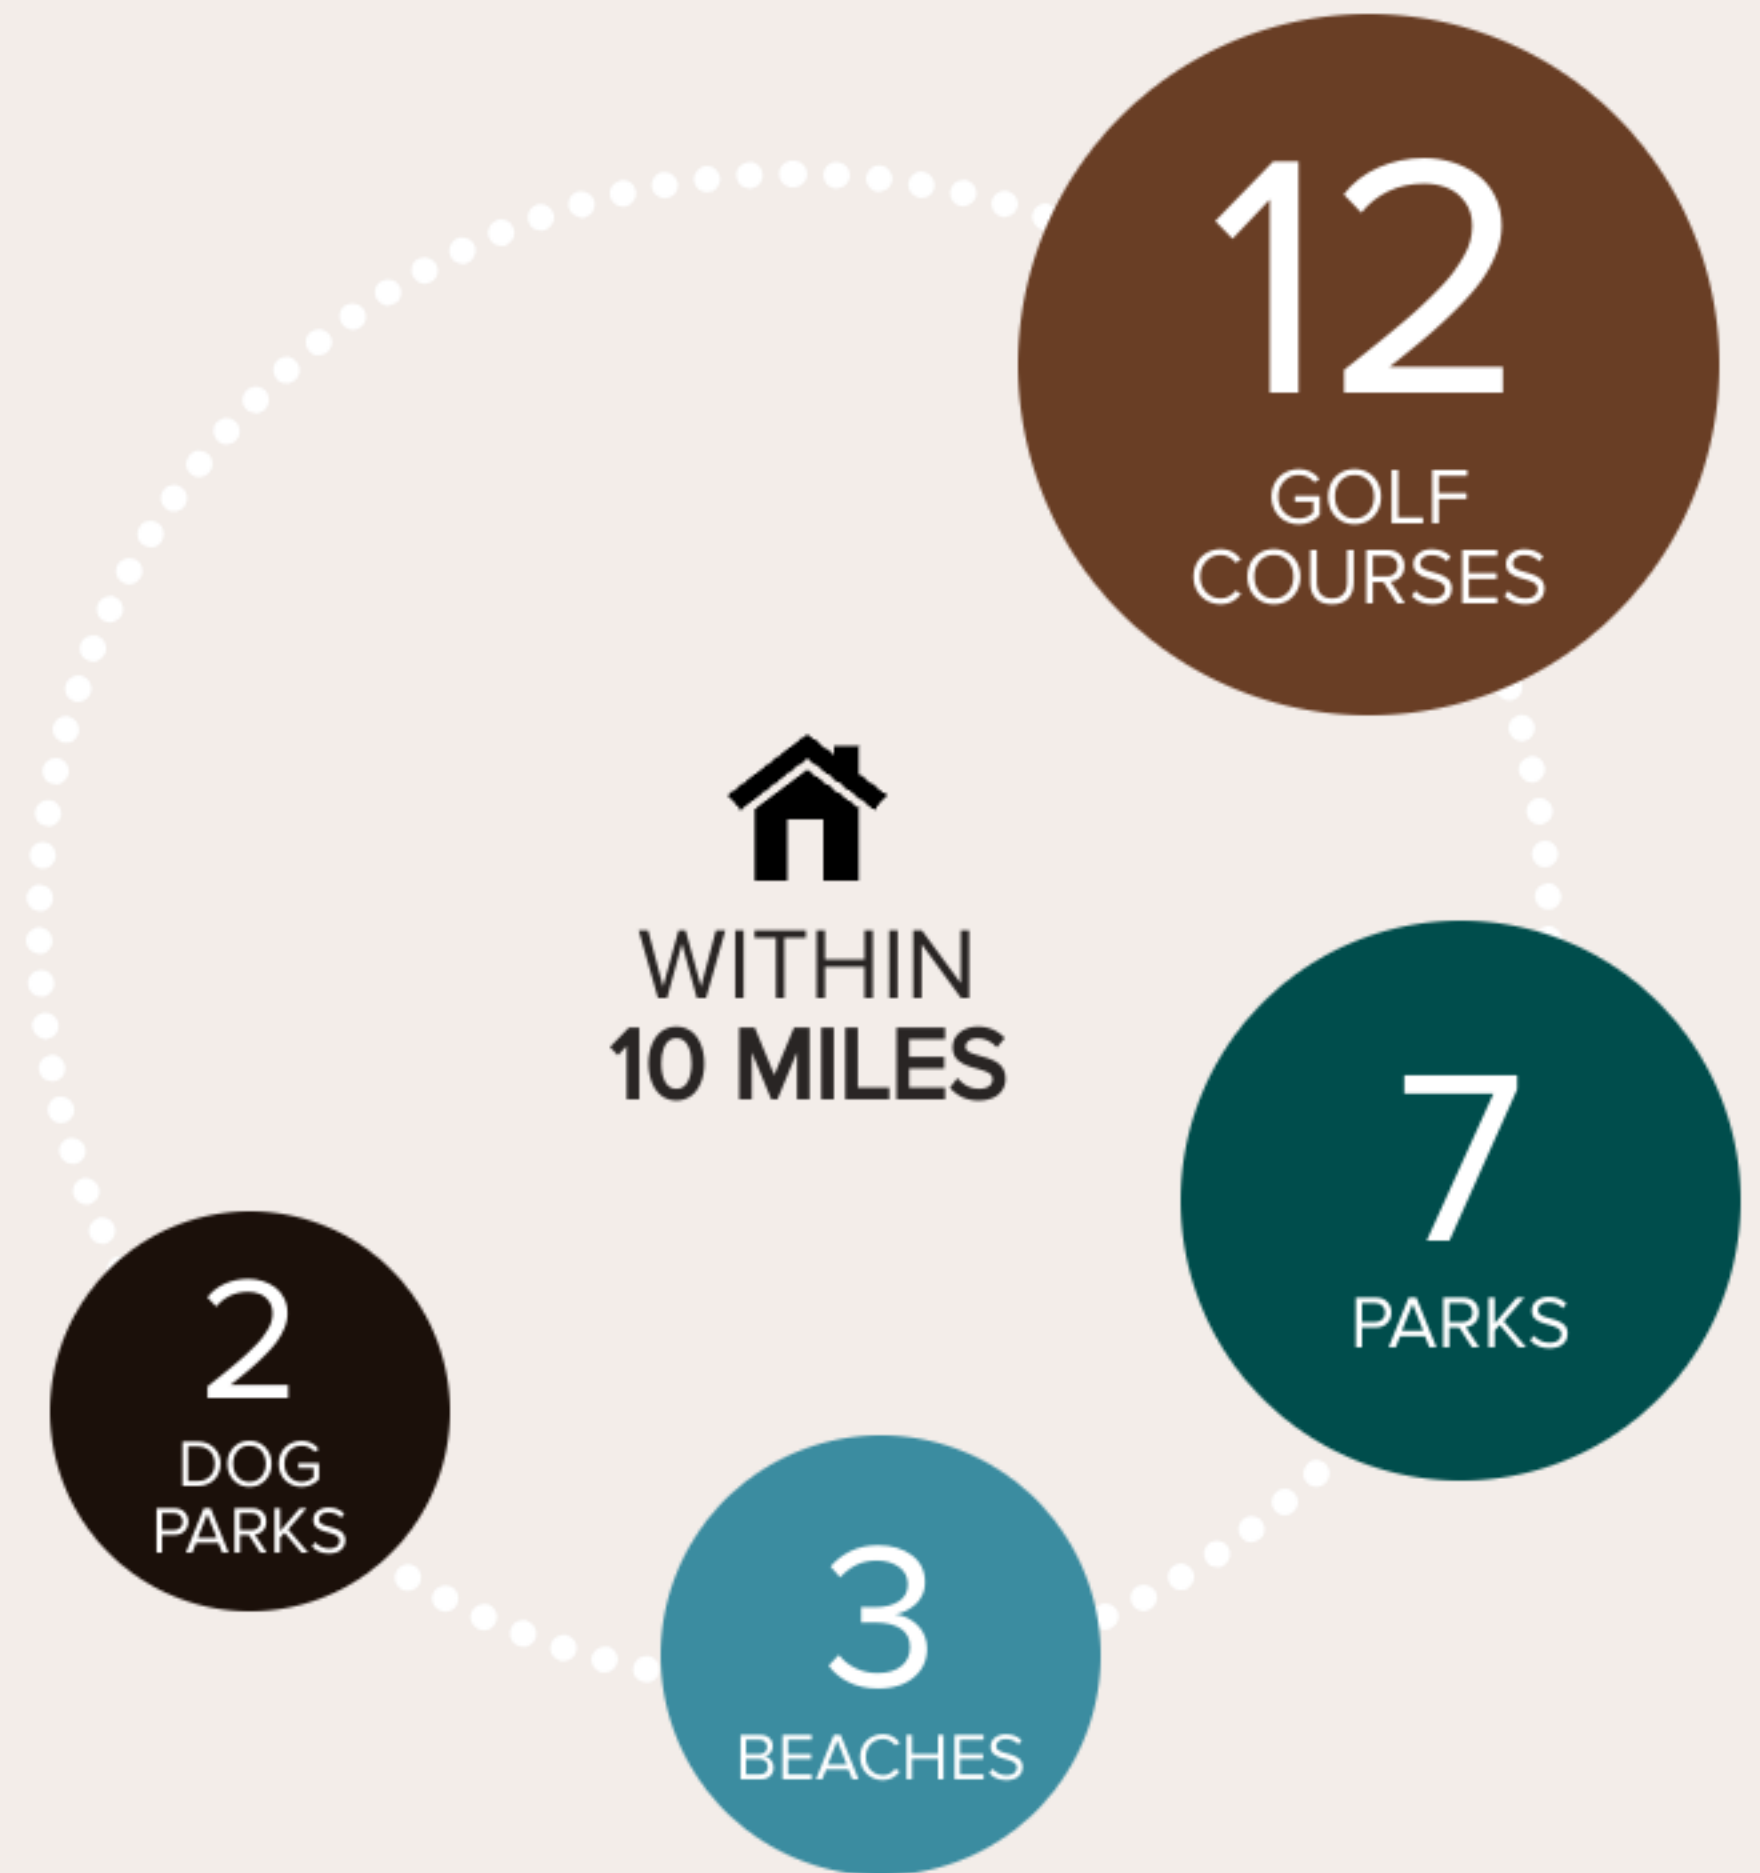 12
GOLF
COURSES
WITHIN
10 MILES
7
PARKS
2
DOG
PARKS
3
BEACHES